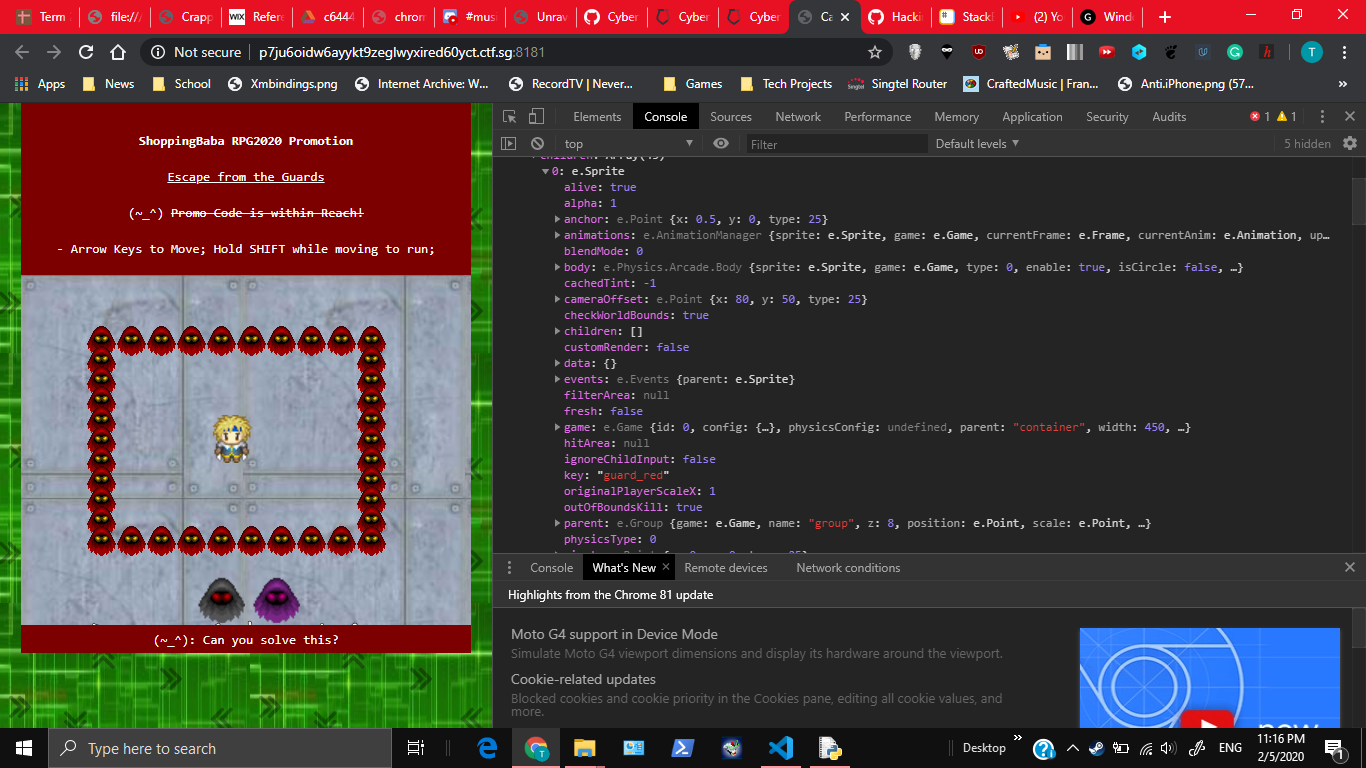 Term
file:///
Crapp
WIX Refere
c6444
chrom
#mus
Unrav
Cyber
Cyber
Cyber
Ca
Hackin
Stackl
(2) Yo
G Wind
Not secure p7ju6oidw6ayykt9zeglwyxired60yct.ctf.sg:8181
T
Apps
News
School
Xmbindings.png
Internet Archive: W...
RecordTV | Never...
Games
Tech Projects
Singtel Router
CraftedMusic | Fran...
Anti.iPhone.png (57...
»
ShoppingBaba RPG2020 Promotion
Escape from the Guards
(~_^) Promo Code is within Reach!
- Arrow Keys to Move; Hold SHIFT while moving to run;
(~_^): Can you solve this?
Elements Console Sources Network Performance Memory Application Security Audits 1 1
top Filter Default levels 5 hidden
0: e.Sprite
alive: true
alpha: 1
anchor: e.Point {x: 0.5, y: 0, type: 25}
animations: e.AnimationManager {sprite: e.Sprite, game: e.Game, currentFrame: e.Frame, currentAnim: e.Animation, up…
blendMode: 0
body: e.Physics.Arcade.Body {sprite: e.Sprite, game: e.Game, type: 0, enable: true, isCircle: false, …}
cachedTint: -1
cameraOffset: e.Point {x: 80, y: 50, type: 25}
checkWorldBounds: true
children: []
customRender: false
data: {}
events: e.Events {parent: e.Sprite}
filterArea: null
fresh: false
game: e.Game {id: 0, config: {…}, physicsConfig: undefined, parent: "container", width: 450, …}
hitArea: null
ignoreChildInput: false
key: "guard_red"
originalPlayerScaleX: 1
outOfBoundsKill: true
parent: e.Group {game: e.Game, name: "group", z: 8, position: e.Point, scale: e.Point, …}
physicsType: 0
Console What's New Remote devices Network conditions
Highlights from the Chrome 81 update
Moto G4 support in Device Mode
Simulate Moto G4 viewport dimensions and display its hardware around the viewport.
Cookie-related updates
Blocked cookies and cookie priority in the Cookies pane, editing all cookie values, and
more.
new
Type here to search
Desktop
»
ENG
11:16 PM
2/5/2020
1